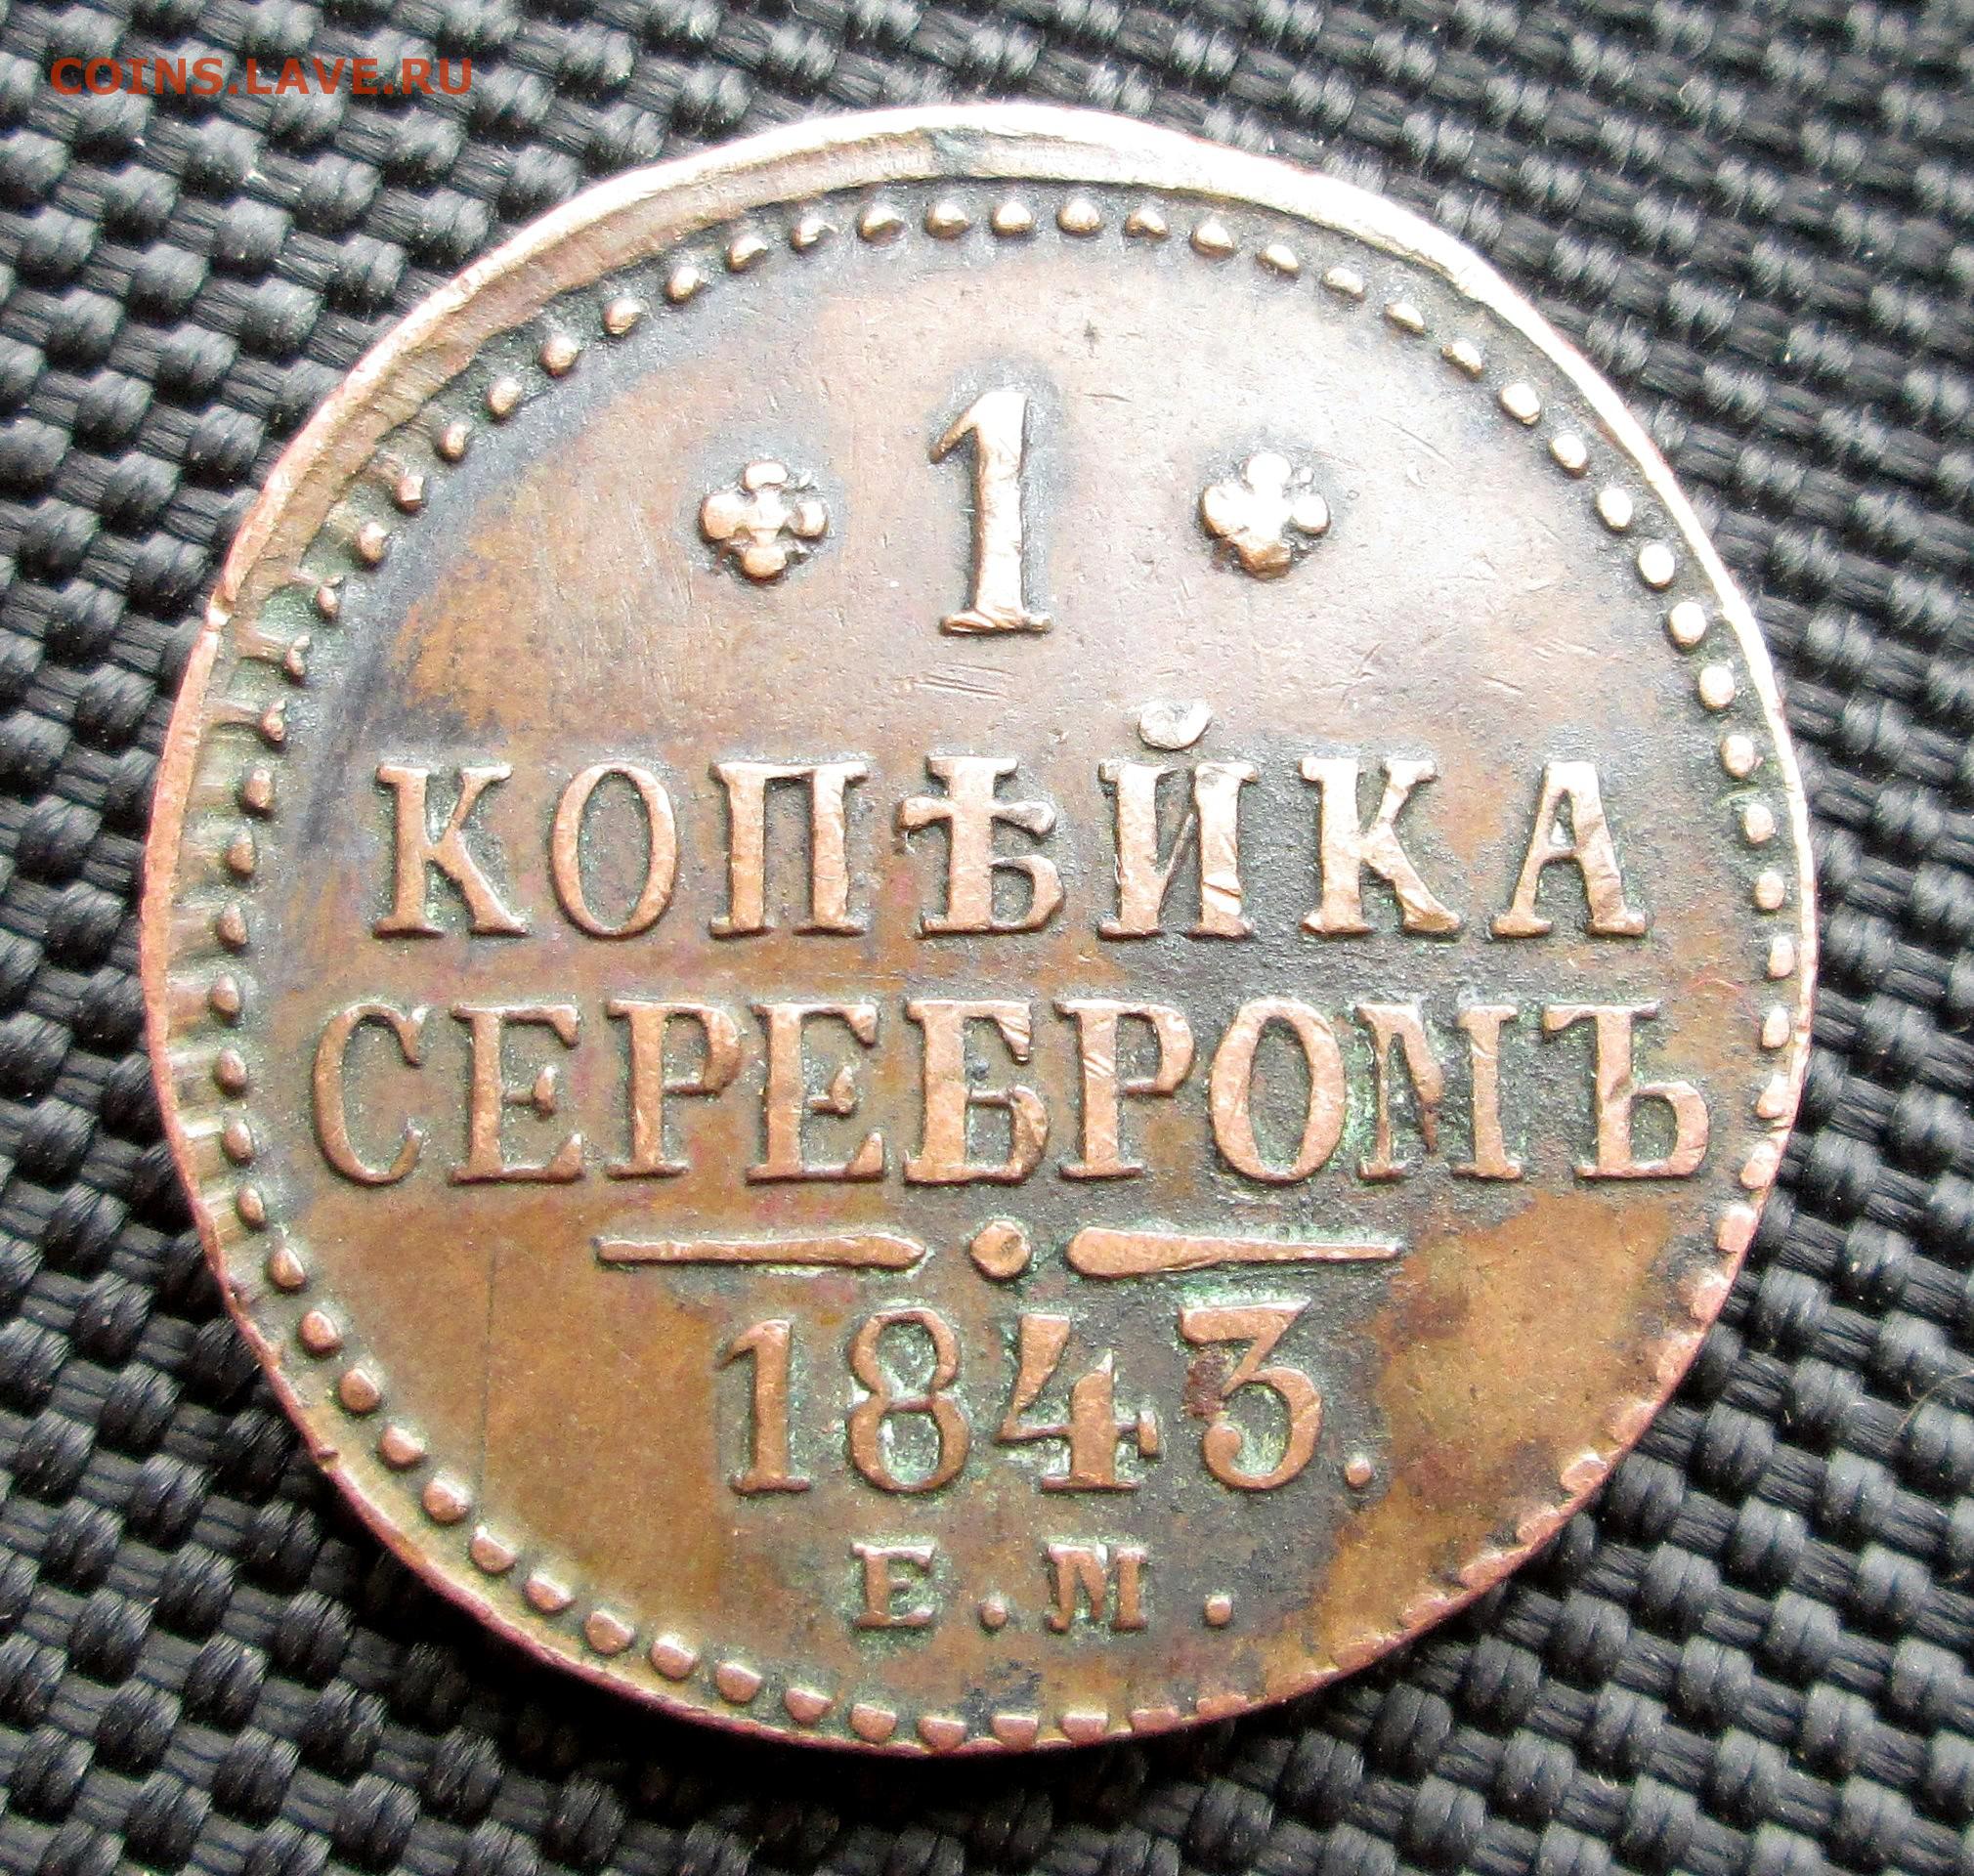 COINS.LAVE.RU
1
КОПѢЙКА
СЕРЕБРОМЪ
1843.
Е.М.